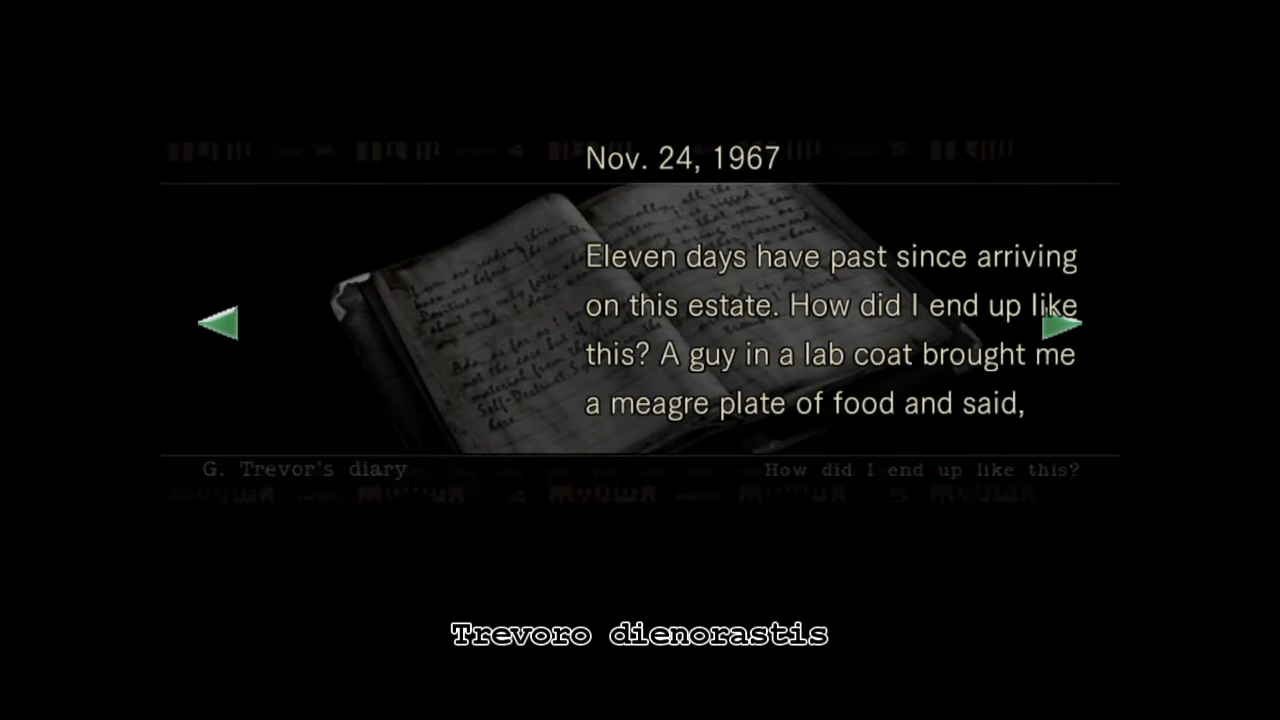 Nov. 24, 1967
Eleven days have past since arriving
on this estate. How did I end up like
this? A guy in a lab coat brought me
a meagre plate of food and said,
G. Trevor's diary
How did I end up like this?
Trevoro dienorastis